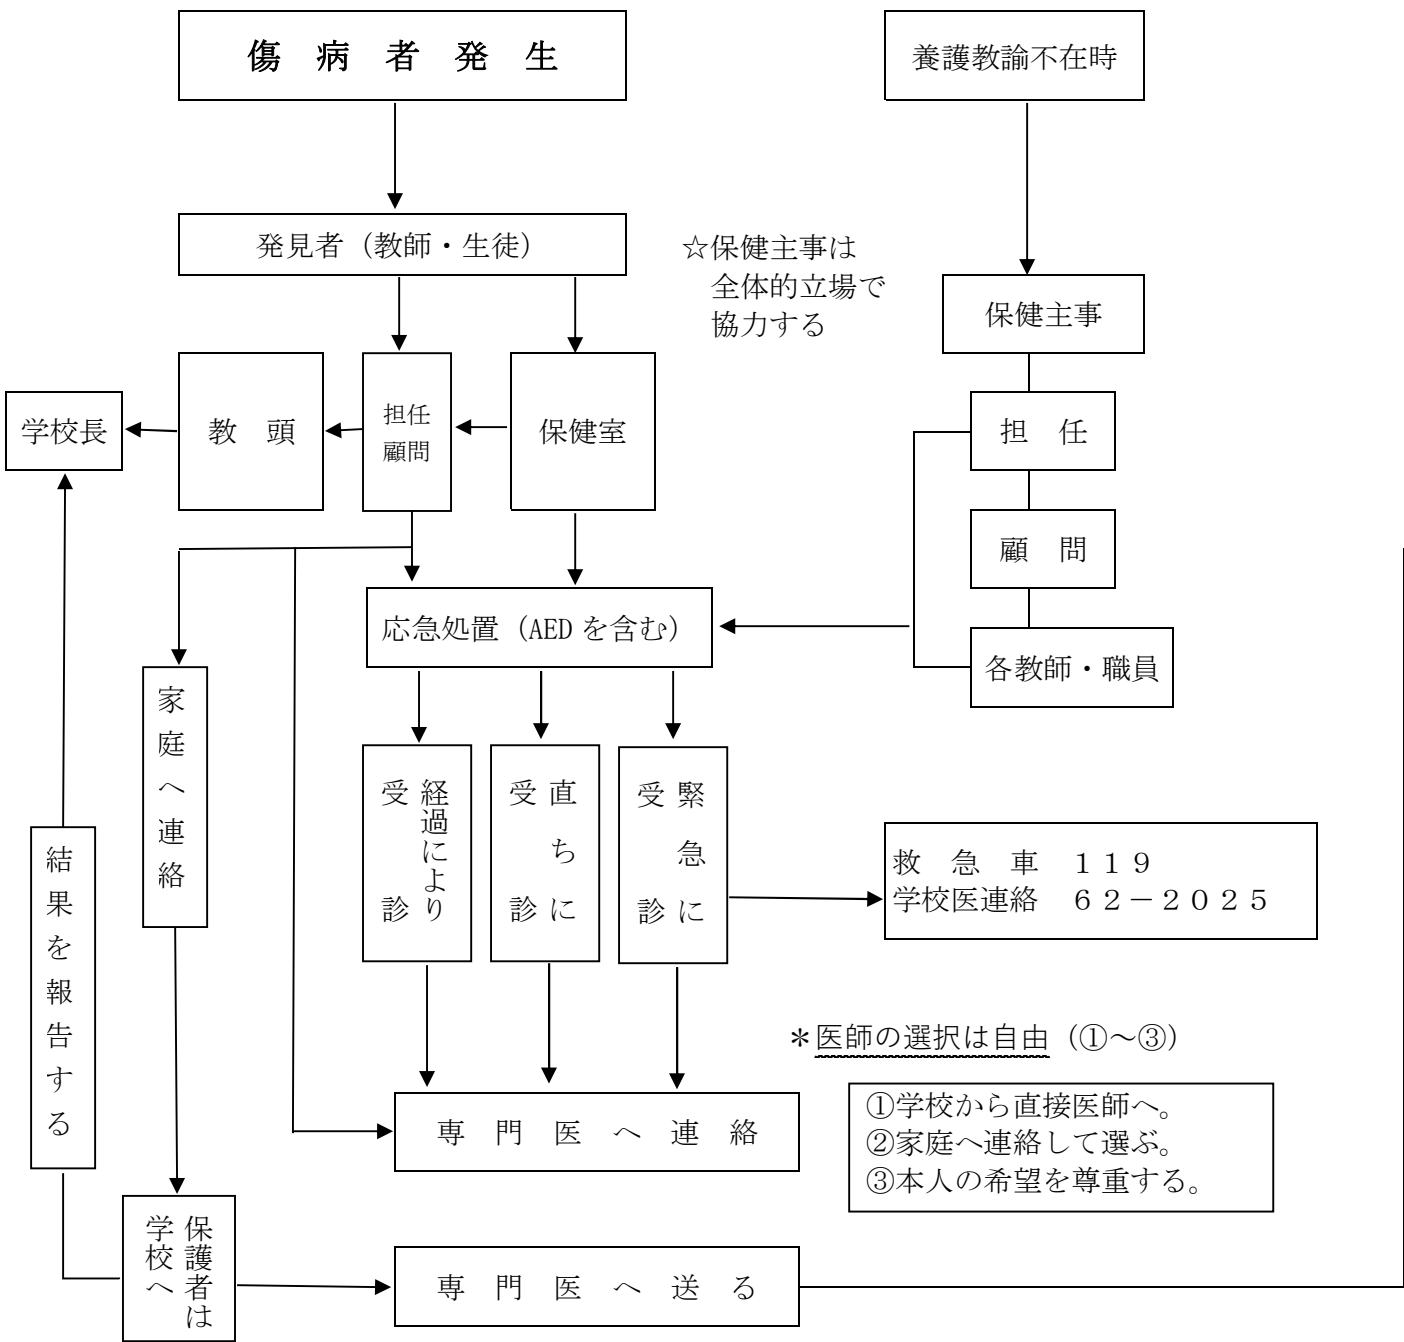 傷　病　者　発　生
養護教諭不在時
発見者（教師・生徒）
☆保健主事は
全体的立場で
協力する
保健主事
学校長
教　頭
担任
顧問
保健室
担　任
顧　問
応急処置（AEDを含む）
各教師・職員
家庭へ連絡
経過により
受診
直ちに
受診
緊急に
受診
救　急　車　１１９
学校医連絡　６２－２０２５
結果を報告する
＊医師の選択は自由（①～③）
①学校から直接医師へ。
②家庭へ連絡して選ぶ。
③本人の希望を尊重する。
専　門　医　へ　連　絡
保護者は
学校へ
専　門　医　へ　送　る